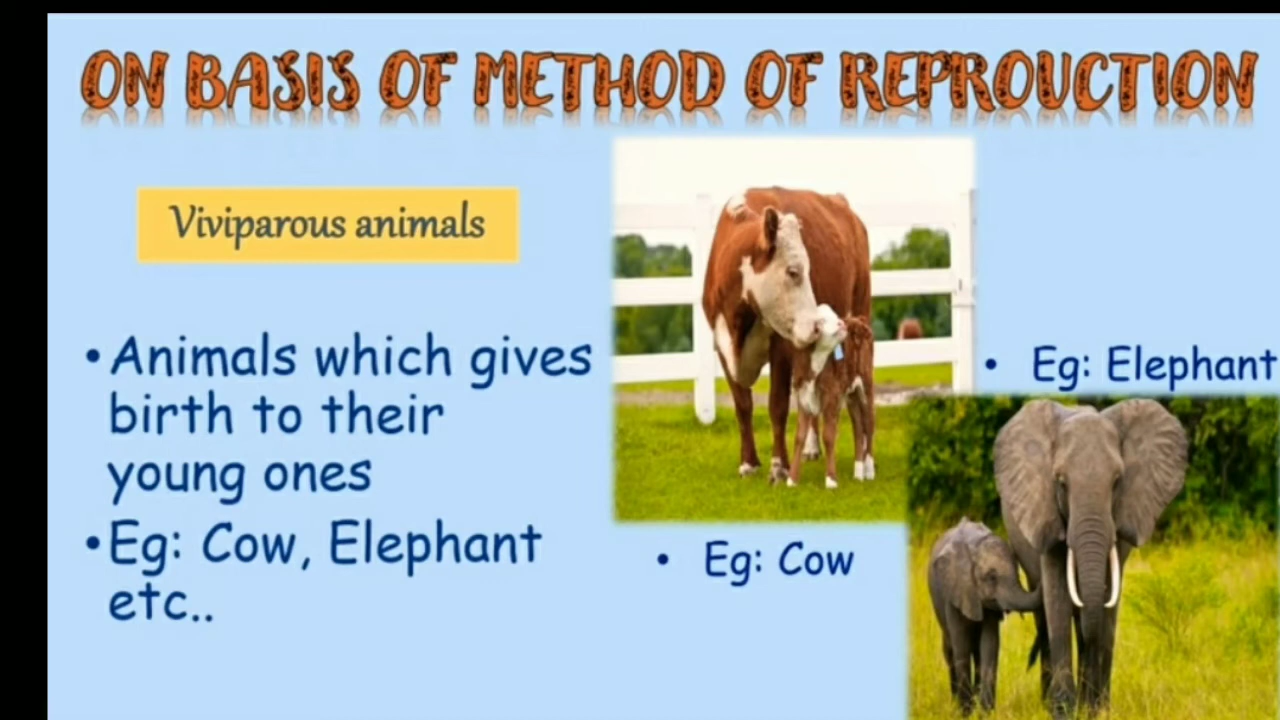 ON BASIS OF METHOD OF REPROUCTION
Viviparous animals
•Animals which gives
birth to their
young ones
•Eg: Cow, Elephant
etc..
• Eg: Cow
• Eg: Elephant